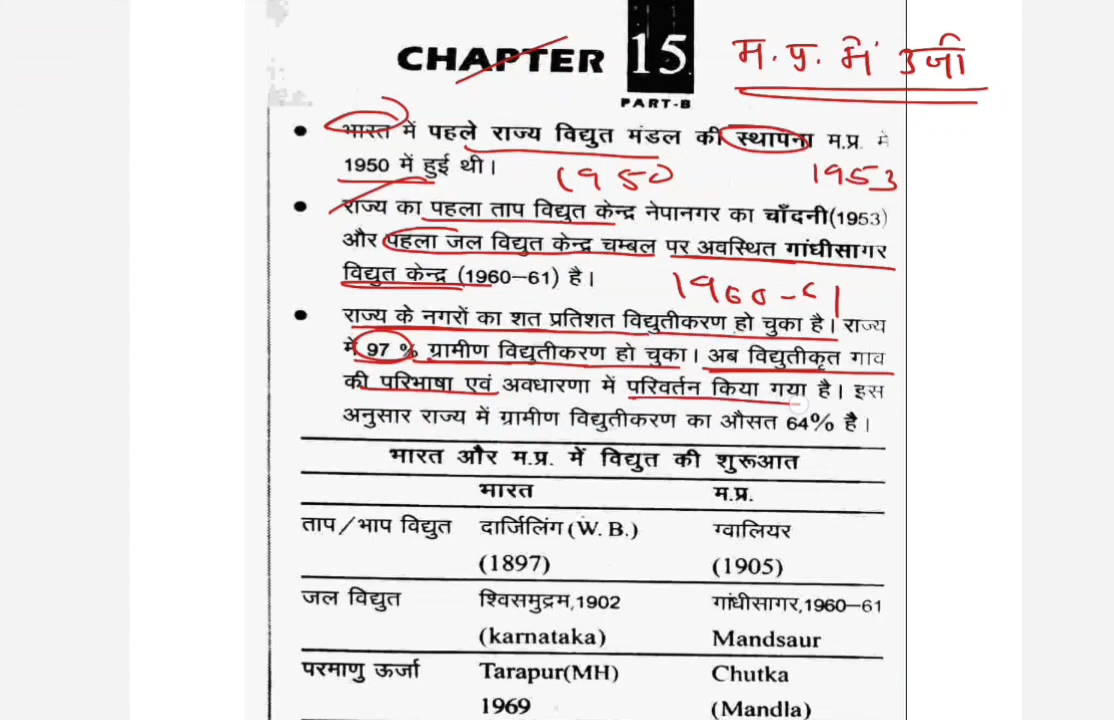 CHAPTER 15 म.प्र. में उर्जा
PART-B
• भारत में पहले राज्य विद्युत मंडल की स्थापना म.प्र. में
1950 में हुई थी। 1950 1953
• राज्य का पहला ताप विद्युत केन्द्र नेपानगर का चाँदनी(1953)
और पहला जल विद्युत केन्द्र चम्बल पर अवस्थित गांधीसागर
विद्युत केन्द्र (1960–61) है। 1960-61
• राज्य के नगरों का शत प्रतिशत विद्युतीकरण हो चुका है। राज्य
में 97 % ग्रामीण विद्युतीकरण हो चुका। अब विद्युतीकृत गाव
की परिभाषा एवं अवधारणा में परिवर्तन किया गया है। इस
अनुसार राज्य में ग्रामीण विद्युतीकरण का औसत 64% है।
भारत और म.प्र. में विद्युत की शुरूआत
भारत म.प्र.
ताप/भाप विद्युत दार्जिलिंग (W. B.) ग्वालियर
(1897) (1905)
जल विद्युत श्विसमुद्रम,1902 गांधीसागर,1960–61
(karnataka) Mandsaur
परमाणु ऊर्जा Tarapur(MH) Chutka
1969 (Mandla)